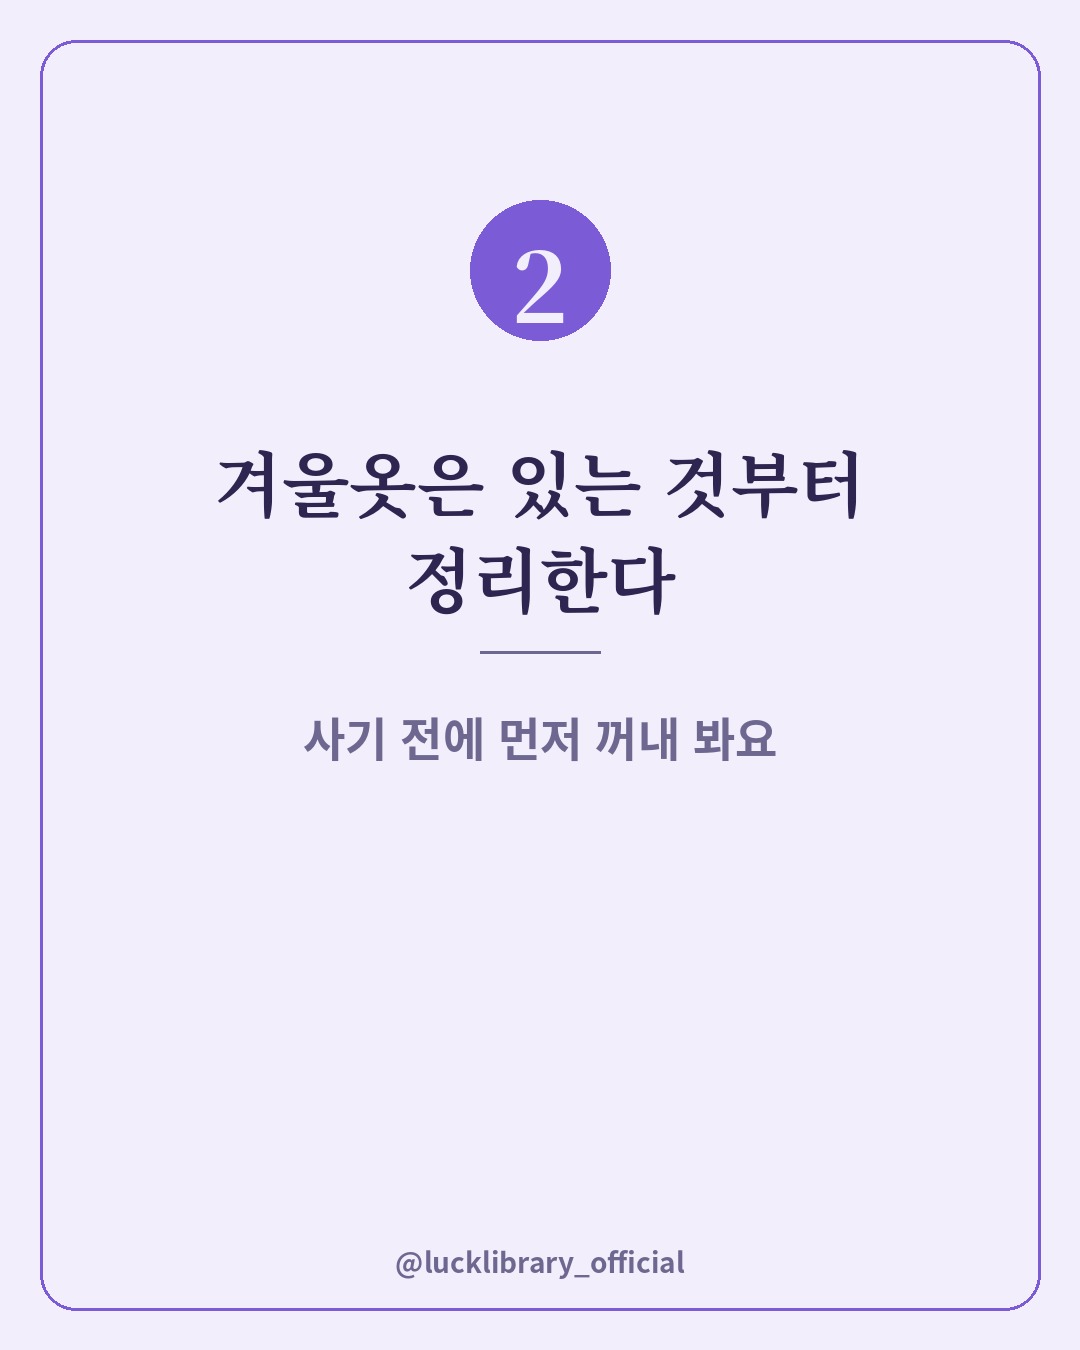 2
겨울옷은 있는 것부터
정리한다
사기 전에 먼저 꺼내 봐요
@lucklibrary_official